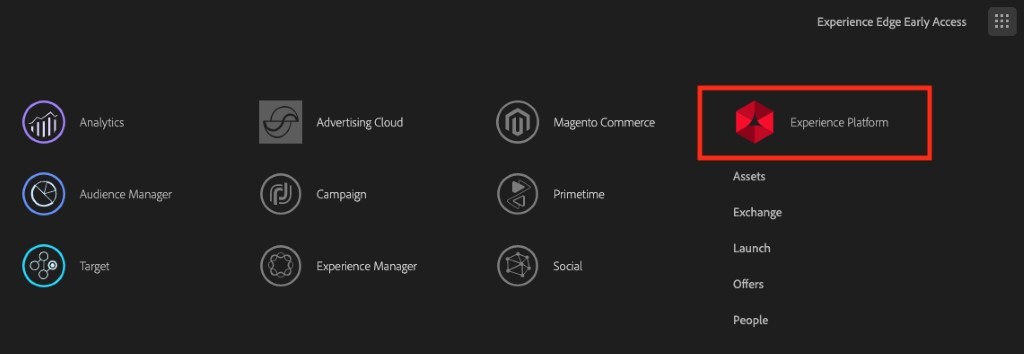 Experience Edge Early Access
Analytics
Advertising Cloud
Magento Commerce
Experience Platform
Audience Manager
Campaign
Primetime
Assets
Exchange
Target
Experience Manager
Social
Launch
Offers
People